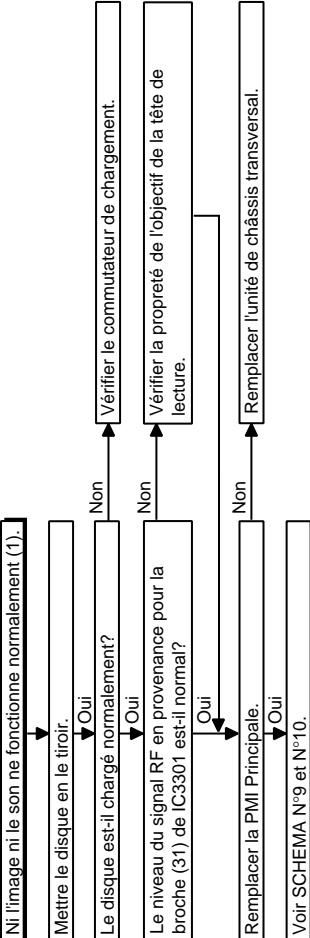 Ni l'image ni le son ne fonctionne normalement (1).
Mettre le disque en le tiroir.
Oui
Le disque est-il chargé normalement?
Non
Vérifier le commutateur de chargement.
Oui
Le niveau du signal RF en provenance pour la
broche (31) de IC3301 est-il normal?
Non
Vérifier la propreté de l'objectif de la tête de
lecture.
Oui
Remplacer la PMI Principale.
Non
Remplacer l'unité de châssis transversal.
Oui
Voir SCHEMA N°9 et N°10.